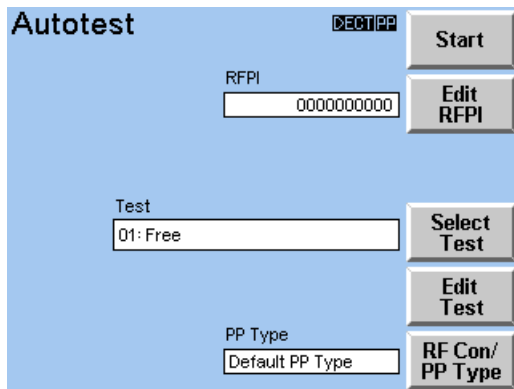 Autotest
DECT PP
Start
RFPI
0000000000
Edit
RFPI
Test
01: Free
Select
Test
Edit
Test
PP Type
Default PP Type
RF Con/
PP Type